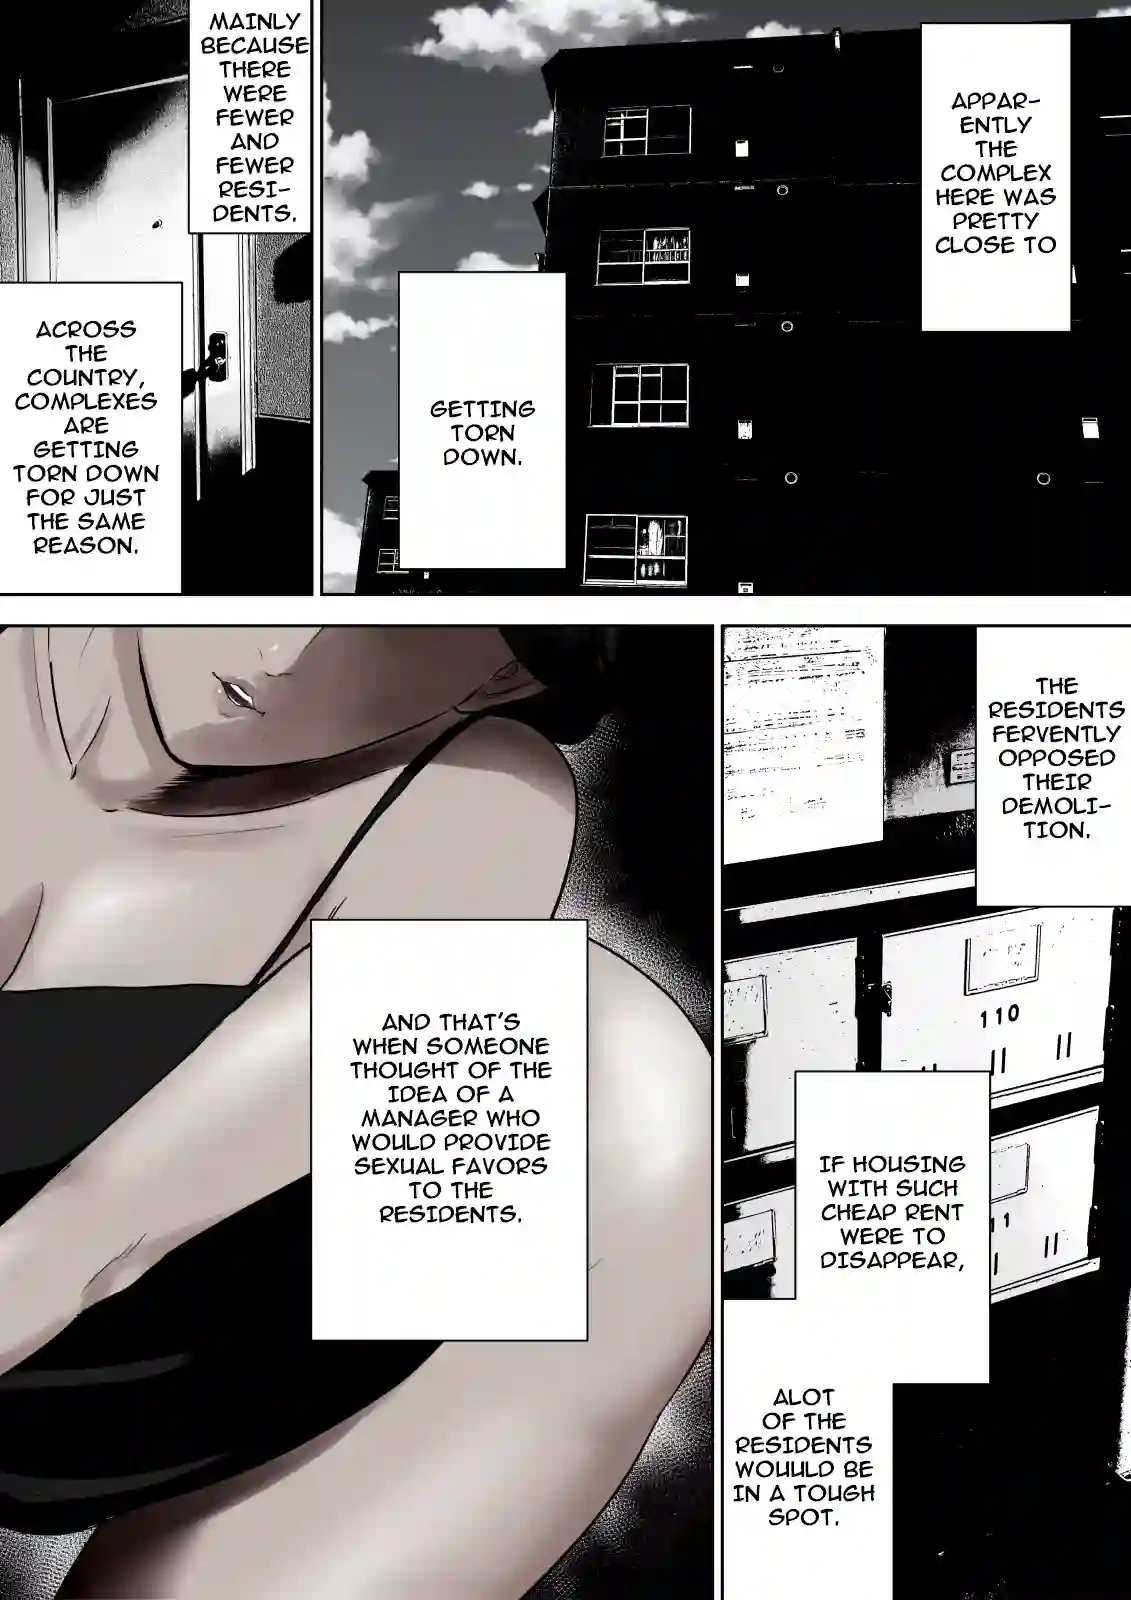 APPAR-
ENTLY
THE
COMPLEX
HERE WAS
PRETTY
CLOSE TO
GETTING
TORN
DOWN.
MAINLY
BECAUSE
THERE
WERE
FEWER
AND
FEWER
RESI-
DENTS.
ACROSS
THE
COUNTRY,
COMPLEXES
ARE
GETTING
TORN DOWN
FOR JUST
THE SAME
REASON.
THE
RESIDENTS
FERVENTLY
OPPOSED
THEIR
DEMOLI-
TION.
110
11
IF HOUSING
WITH SUCH
CHEAP RENT
WERE TO
DISAPPEAR,
ALOT
OF THE
RESIDENTS
WOUULD BE
IN A TOUGH
SPOT.
AND THAT'S
WHEN SOMEONE
THOUGHT OF THE
IDEA OF A
MANAGER WHO
WOULD PROVIDE
SEXUAL FAVORS
TO THE
RESIDENTS.